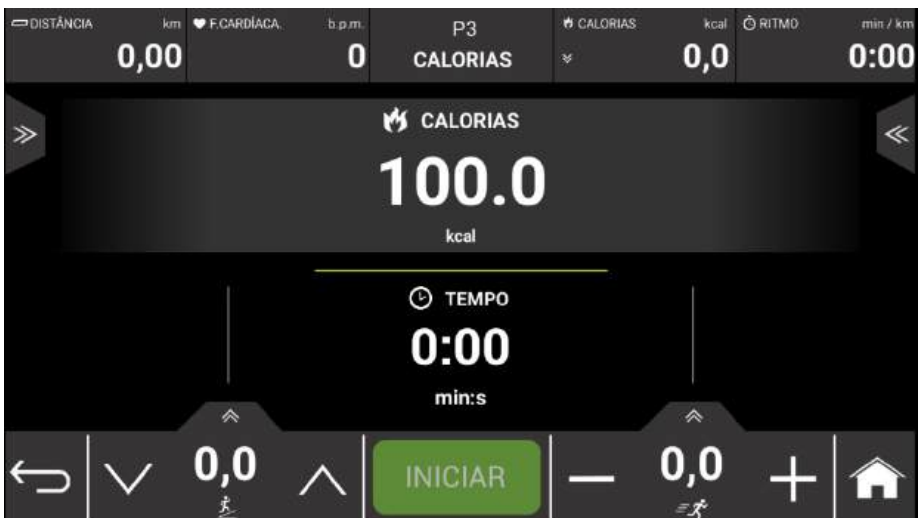 DISTÂNCIA km
0,00
F.CARDÍACA. b.p.m.
0
P3
CALORIAS
CALORIAS kcal
0,0
RITMO min / km
0:00
CALORIAS
100.0
kcal
TEMPO
0:00
min:s
0,0
INICIAR
0,0